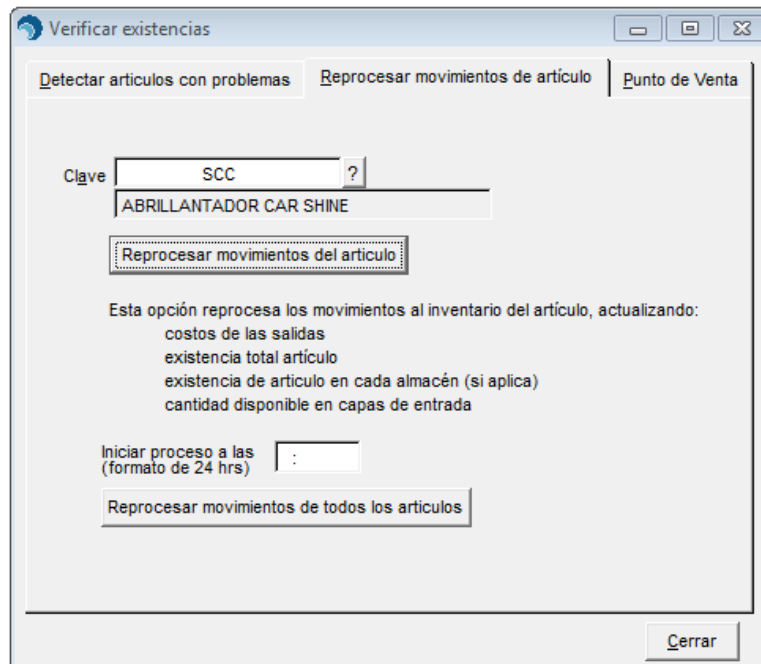 Verificar existencias
Detectar articulos con problemas
Reprocesar movimientos de artículo
Punto de Venta
Clave SCC ?
ABRILLANTADOR CAR SHINE
Reprocesar movimientos del articulo
Esta opción reprocesa los movimientos al inventario del artículo, actualizando:
costos de las salidas
existencia total artículo
existencia de articulo en cada almacén (si aplica)
cantidad disponible en capas de entrada
Iniciar proceso a las
(formato de 24 hrs) :
Reprocesar movimientos de todos los articulos
Cerrar